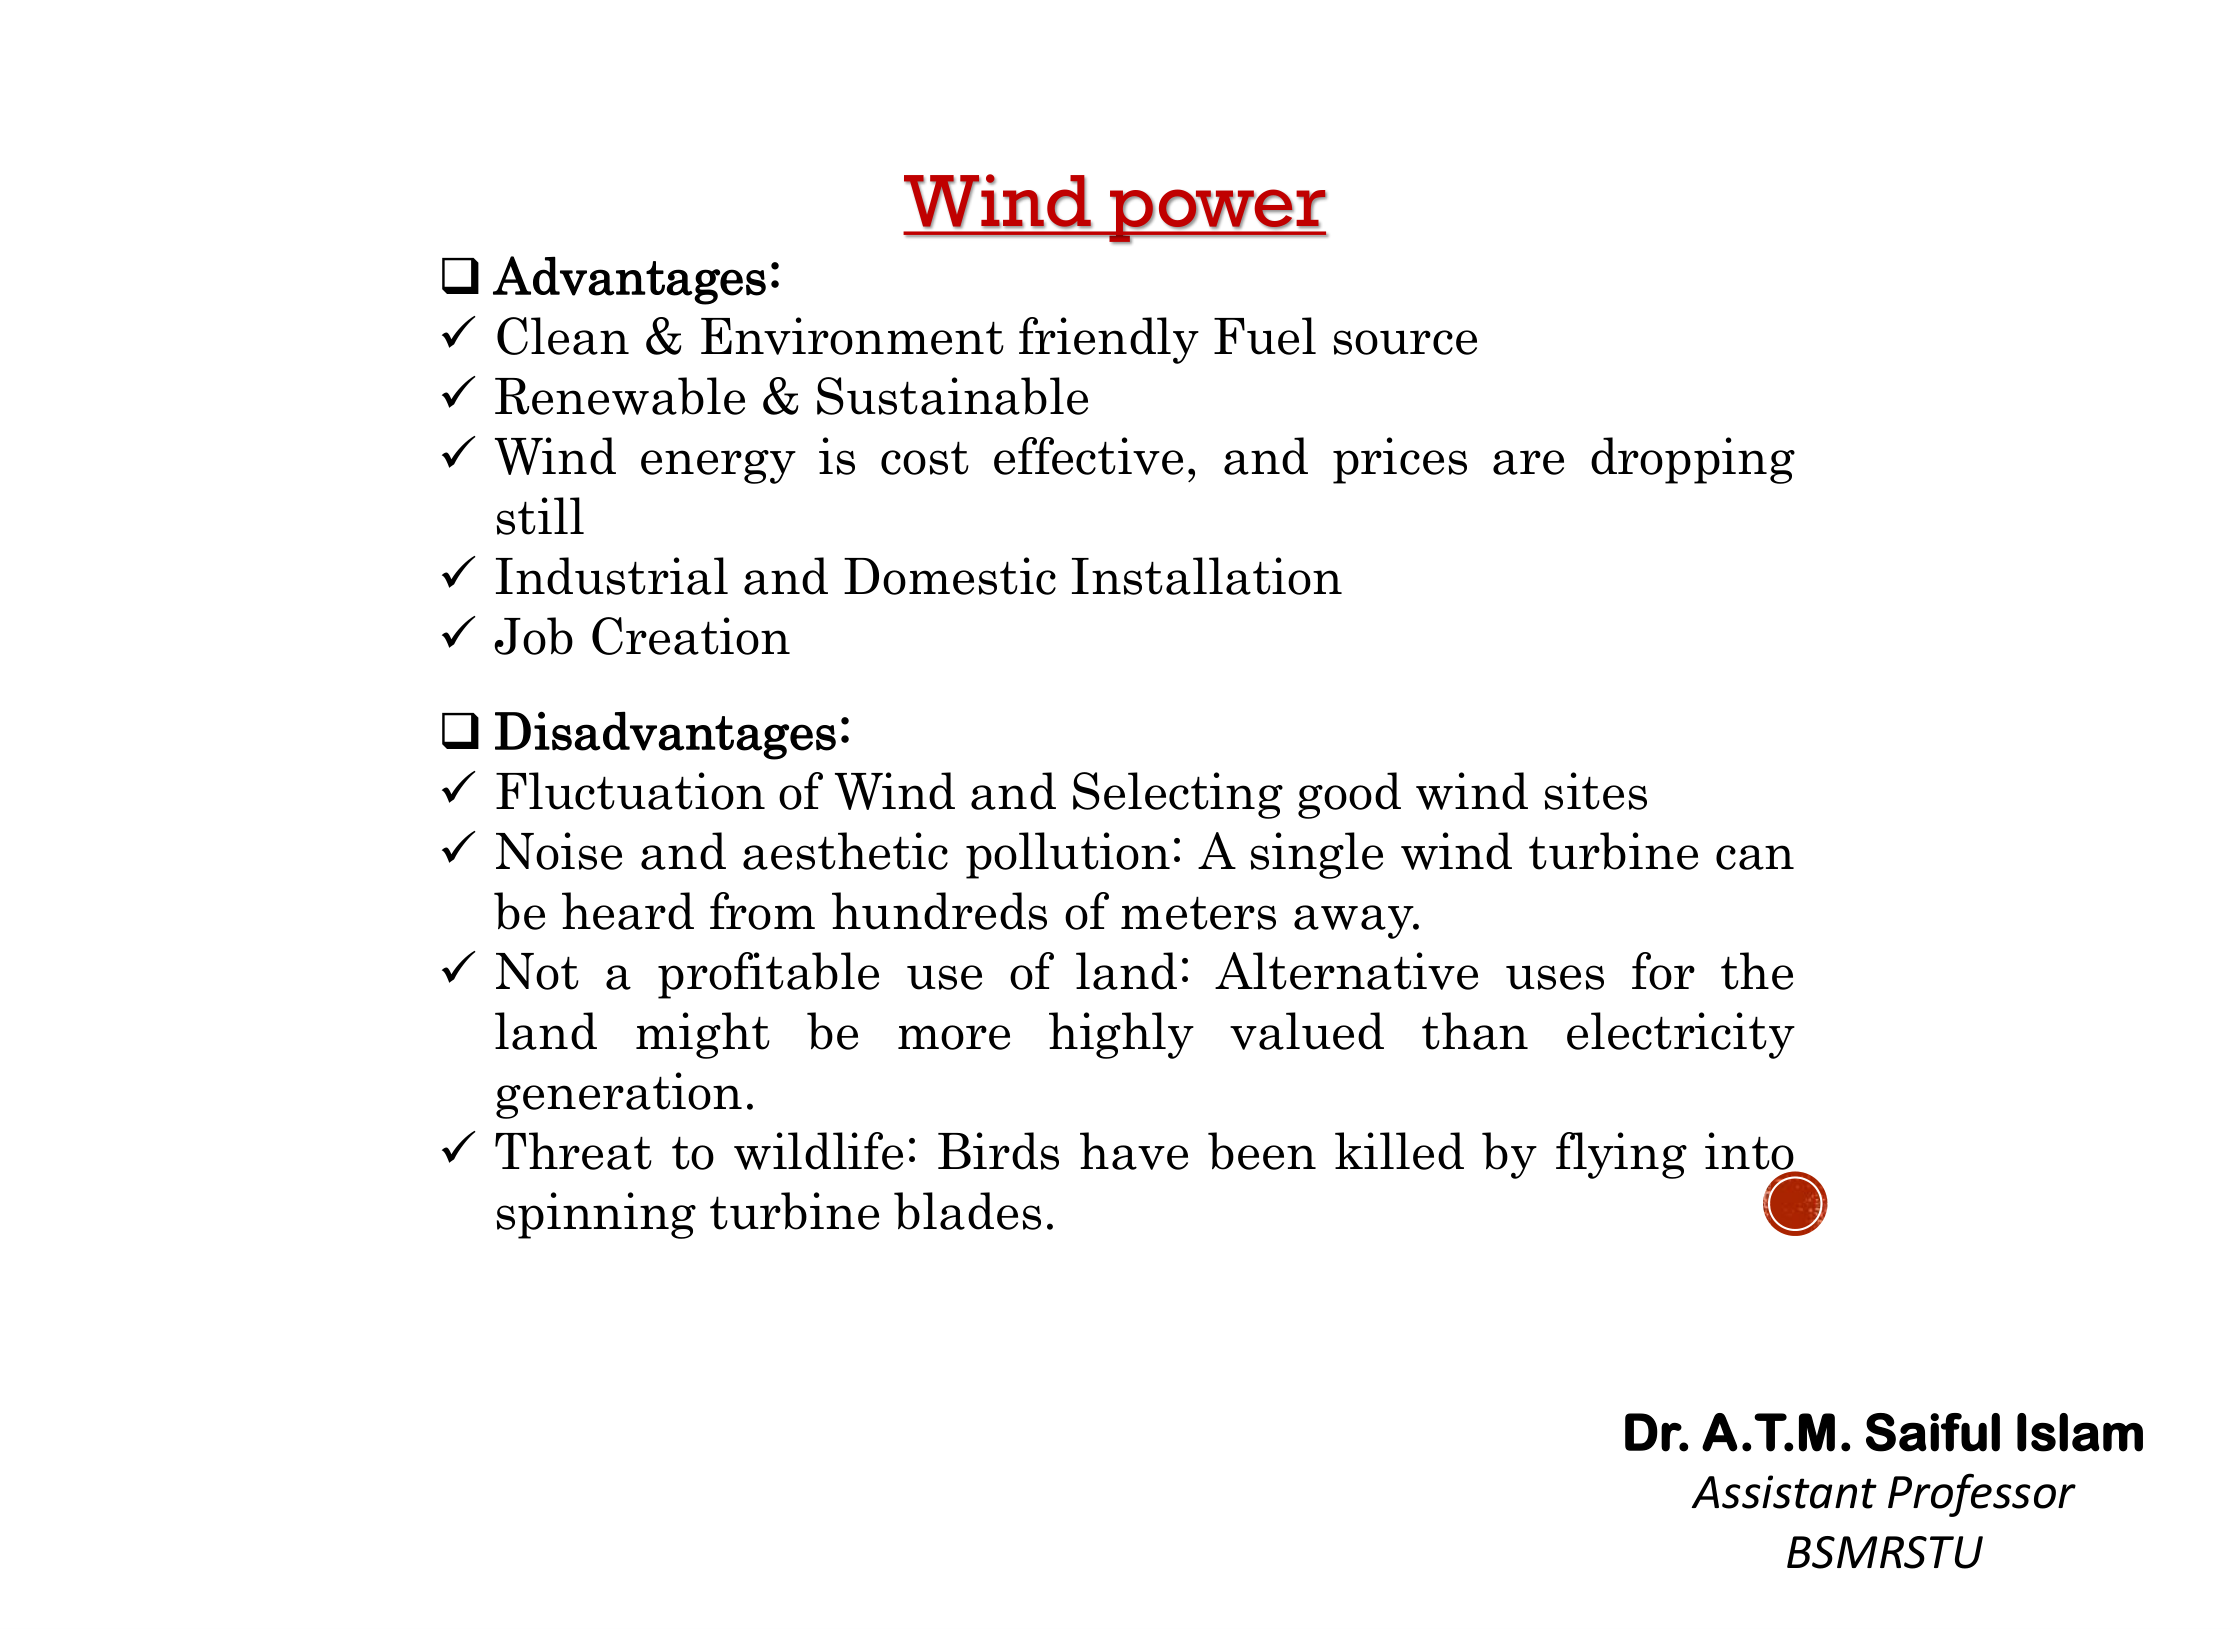 Wind power
❑ Advantages:
✓ Clean & Environment friendly Fuel source
✓ Renewable & Sustainable
✓ Wind energy is cost effective, and prices are dropping
still
✓ Industrial and Domestic Installation
✓ Job Creation
❑ Disadvantages:
✓ Fluctuation of Wind and Selecting good wind sites
✓ Noise and aesthetic pollution: A single wind turbine can
be heard from hundreds of meters away.
✓ Not a profitable use of land: Alternative uses for the
land might be more highly valued than electricity
generation.
✓ Threat to wildlife: Birds have been killed by flying into
spinning turbine blades.
Dr. A.T.M. Saiful Islam
Assistant Professor
BSMRSTU